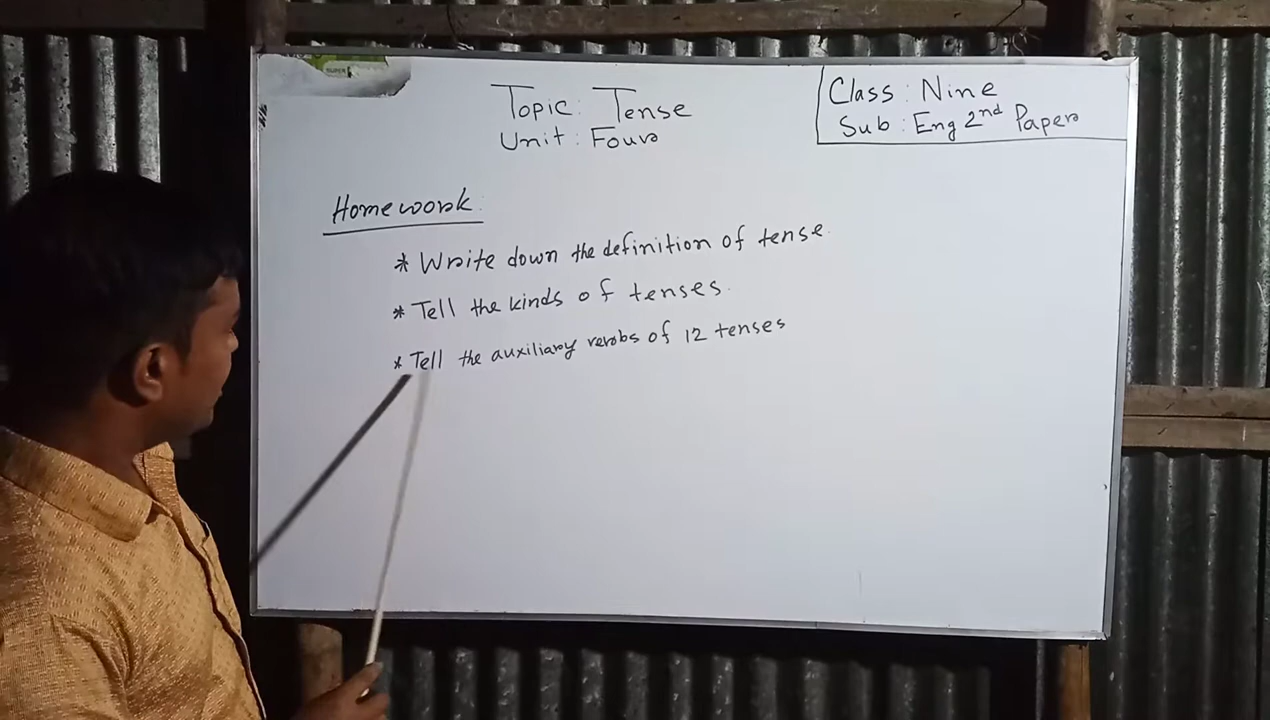 Topic: Tense
Unit: Four
Class: Nine
Sub: Eng 2nd Paper
Homework:
* Write down the definition of tense.
* Tell the kinds of tenses.
* Tell the auxiliary verbs of 12 tenses